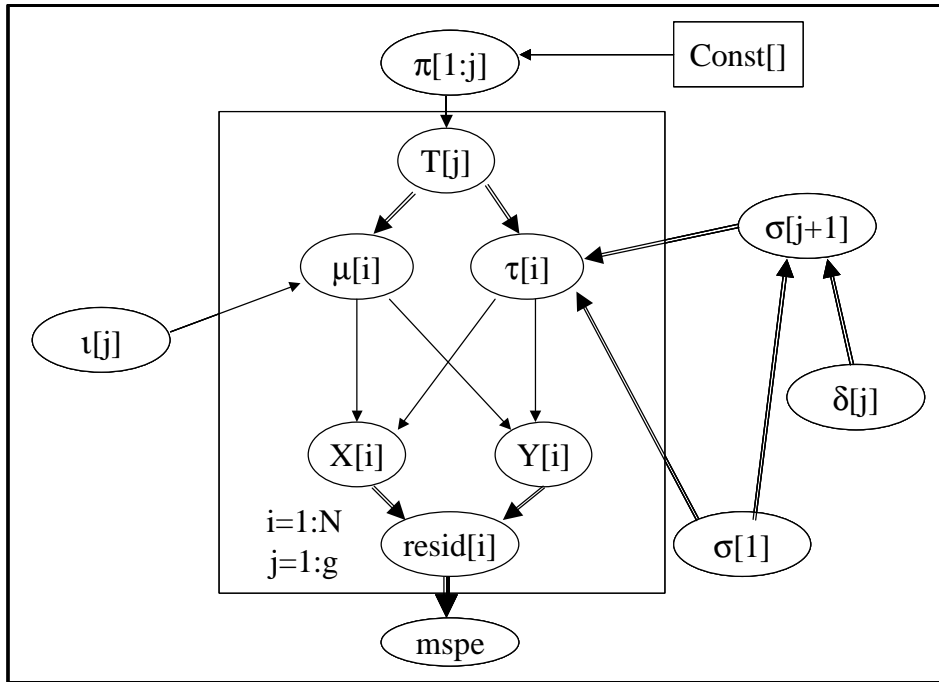 π[1:j]
Const[]
T[j]
σ[j+1]
μ[i]
τ[i]
ι[j]
δ[j]
X[i]
Y[i]
i=1:N
j=1:g
resid[i]
σ[1]
mspe